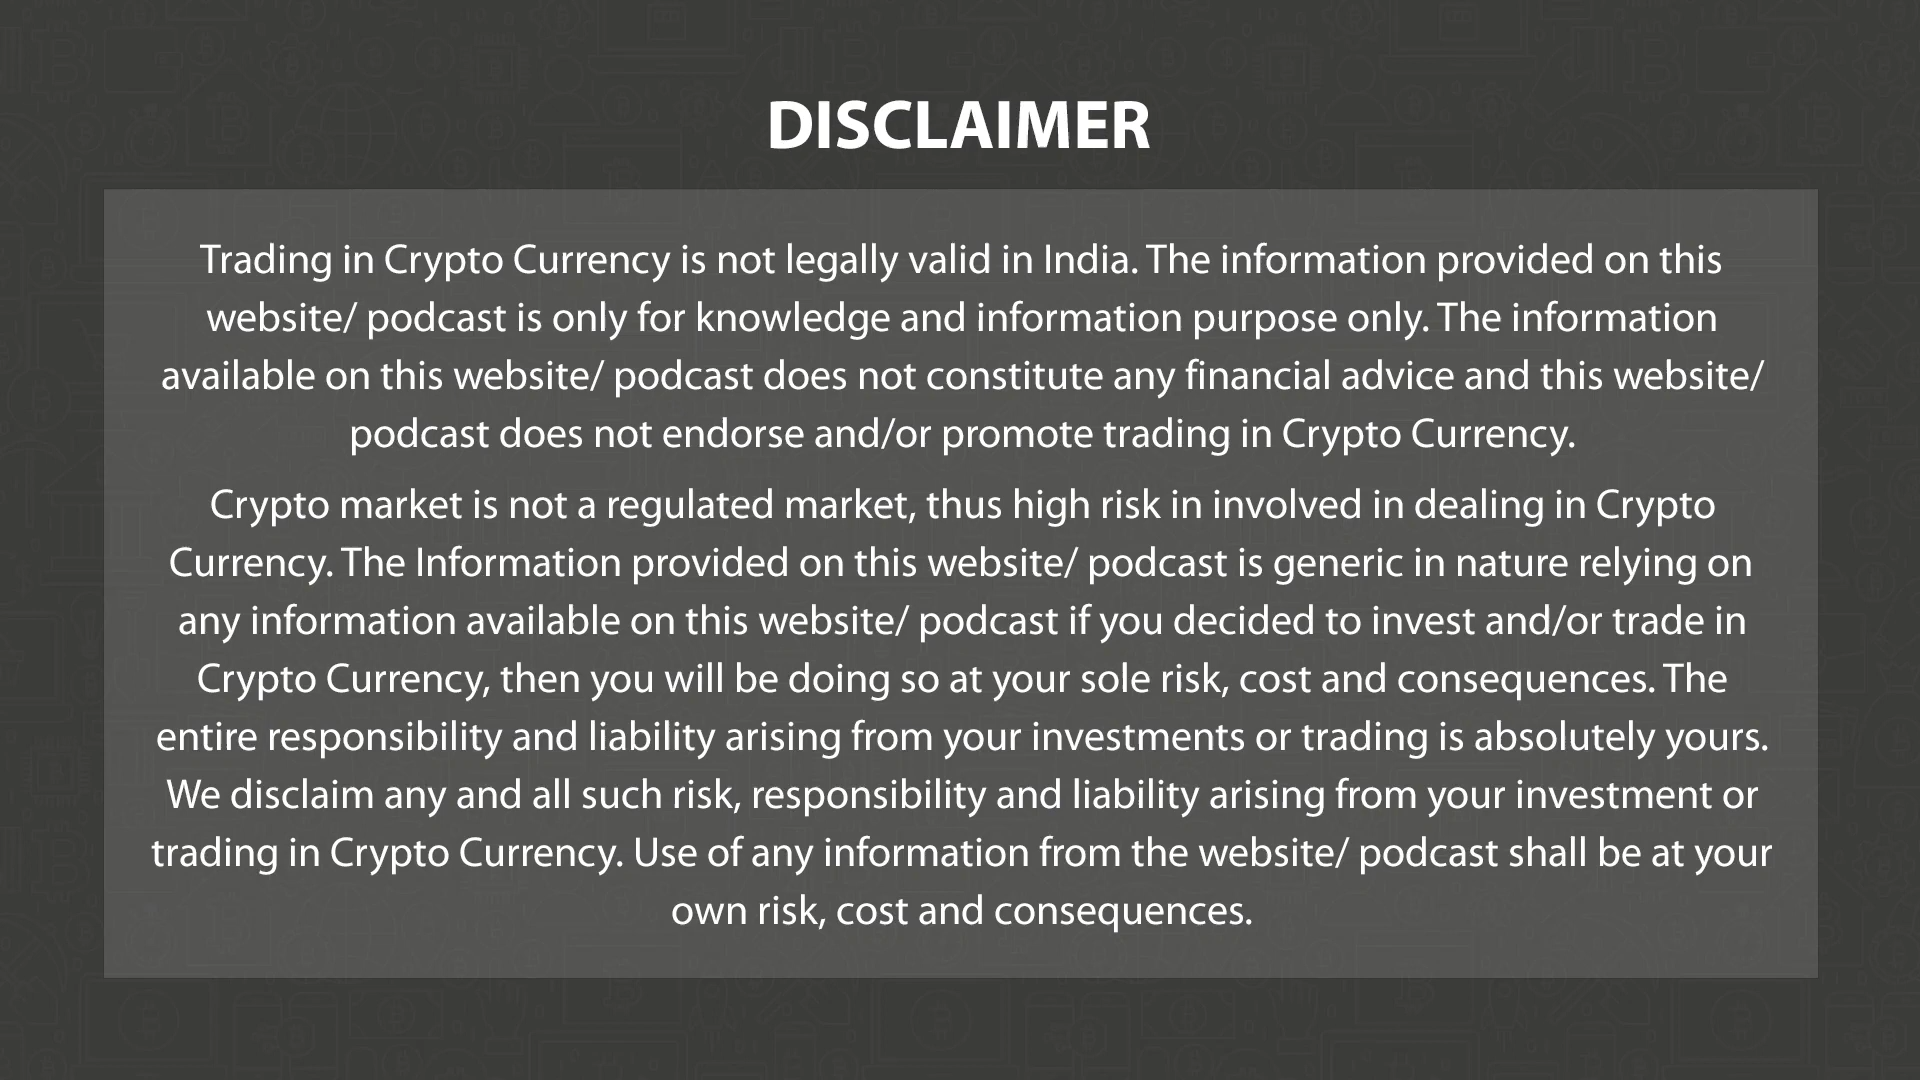 DISCLAIMER
Trading in Crypto Currency is not legally valid in India. The information provided on this
website/ podcast is only for knowledge and information purpose only. The information
available on this website/ podcast does not constitute any financial advice and this website/
podcast does not endorse and/or promote trading in Crypto Currency.
Crypto market is not a regulated market, thus high risk in involved in dealing in Crypto
Currency. The Information provided on this website/ podcast is generic in nature relying on
any information available on this website/ podcast if you decided to invest and/or trade in
Crypto Currency, then you will be doing so at your sole risk, cost and consequences. The
entire responsibility and liability arising from your investments or trading is absolutely yours.
We disclaim any and all such risk, responsibility and liability arising from your investment or
trading in Crypto Currency. Use of any information from the website/ podcast shall be at your
own risk, cost and consequences.